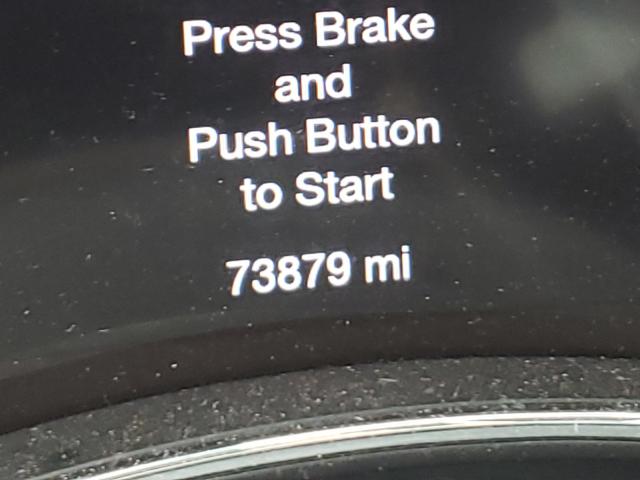 Press Brake
and
Push Button
to Start
73879 mi